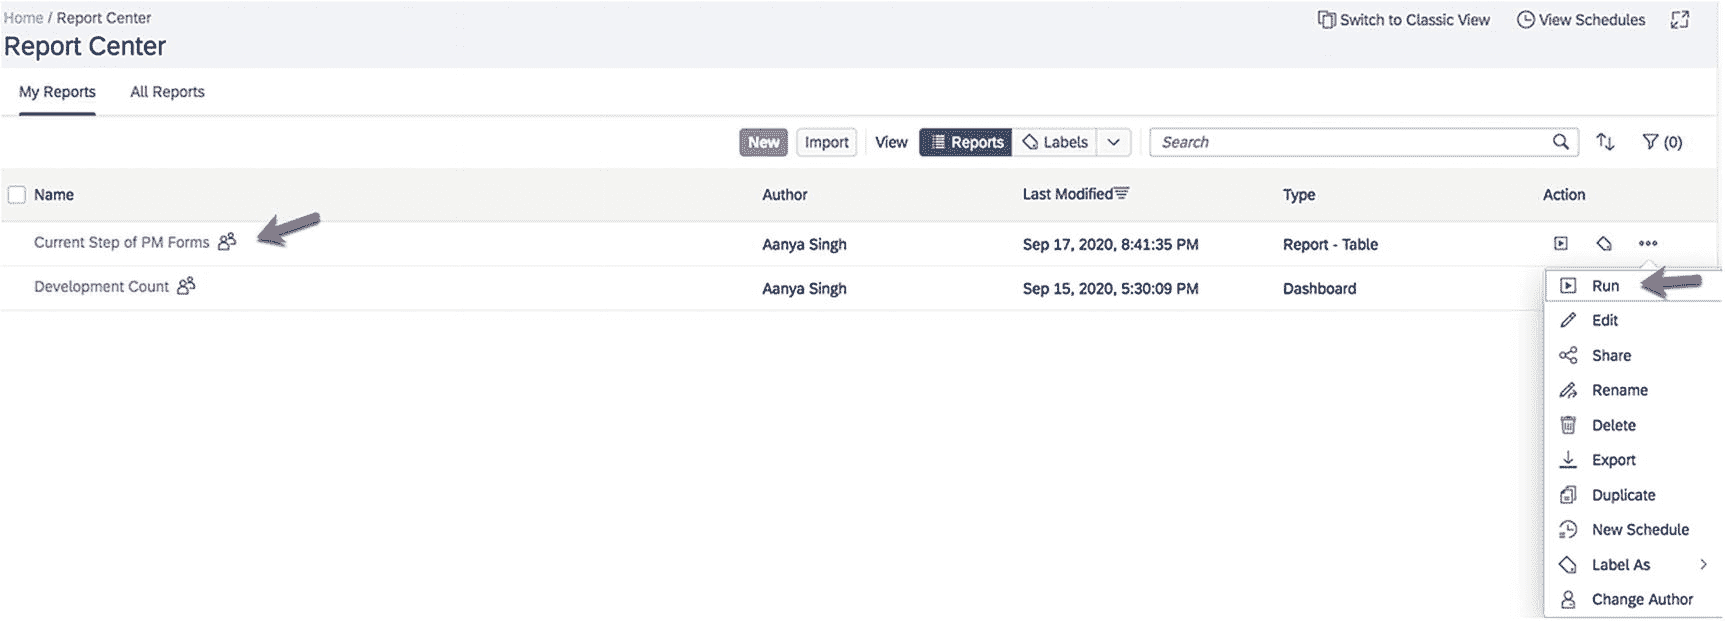 Home / Report Center
Switch to Classic View View Schedules
Report Center
My Reports All Reports
New Import View Reports Labels Search (0)
Name Author Last Modified Type Action
Current Step of PM Forms Aanya Singh Sep 17, 2020, 8:41:35 PM Report - Table
Development Count Aanya Singh Sep 15, 2020, 5:30:09 PM Dashboard
Run
Edit
Share
Rename
Delete
Export
Duplicate
New Schedule
Label As
Change Author